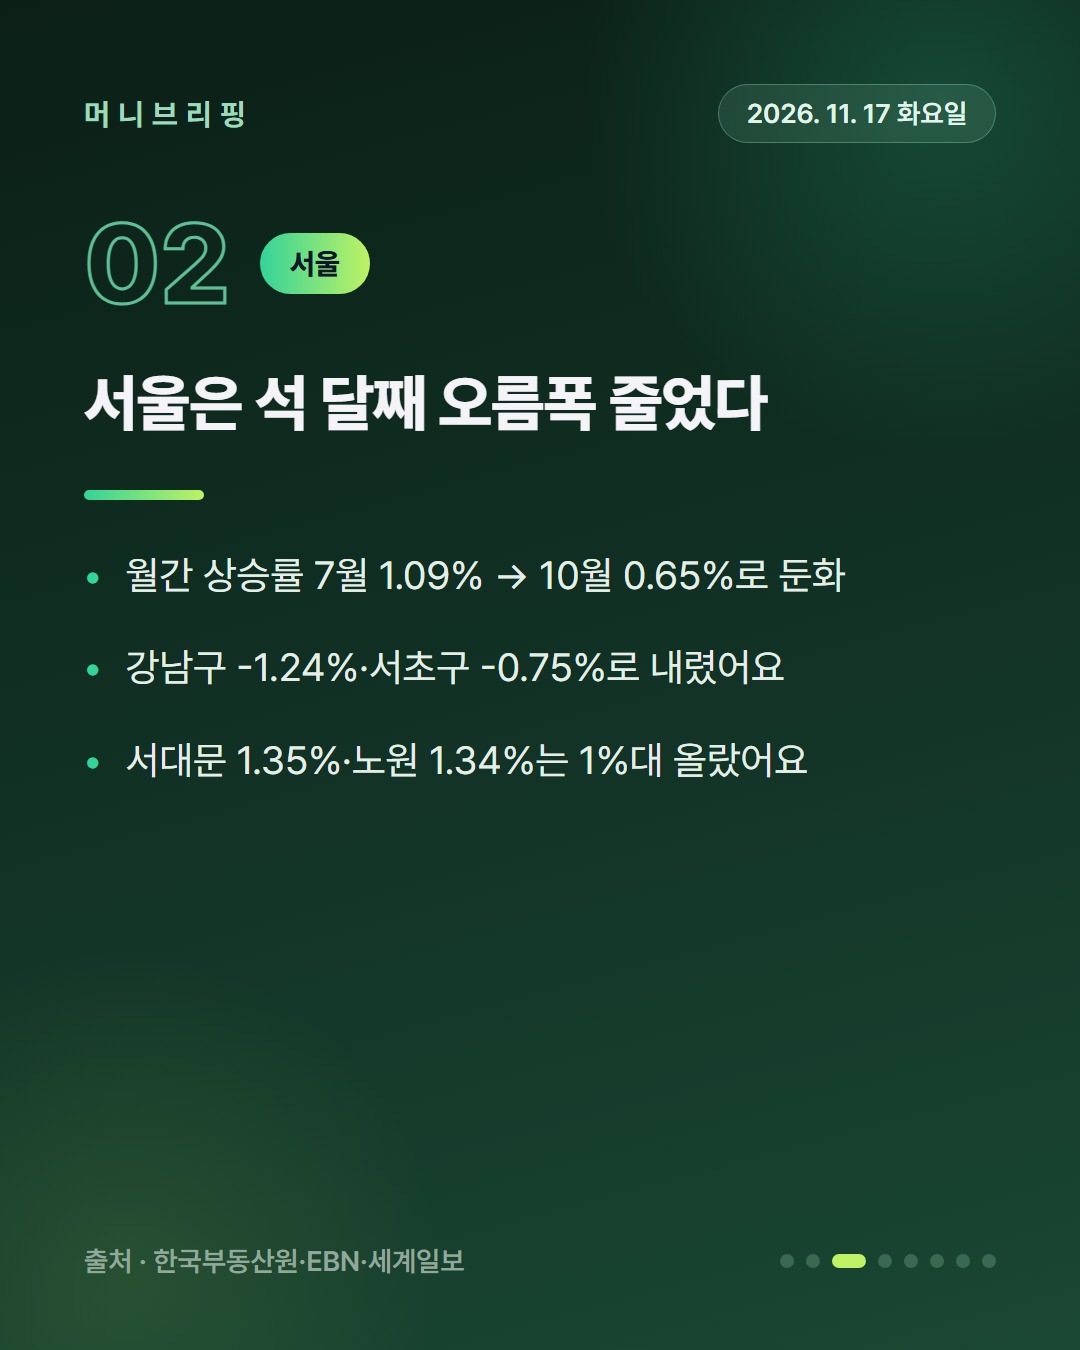 머니브리핑
2026. 11. 17 화요일
02
서울
서울은 석 달째 오름폭 줄었다
• 월간 상승률 7월 1.09% → 10월 0.65%로 둔화
• 강남구 -1.24%·서초구 -0.75%로 내렸어요
• 서대문 1.35%·노원 1.34%는 1%대 올랐어요
출처 · 한국부동산원·EBN·세계일보